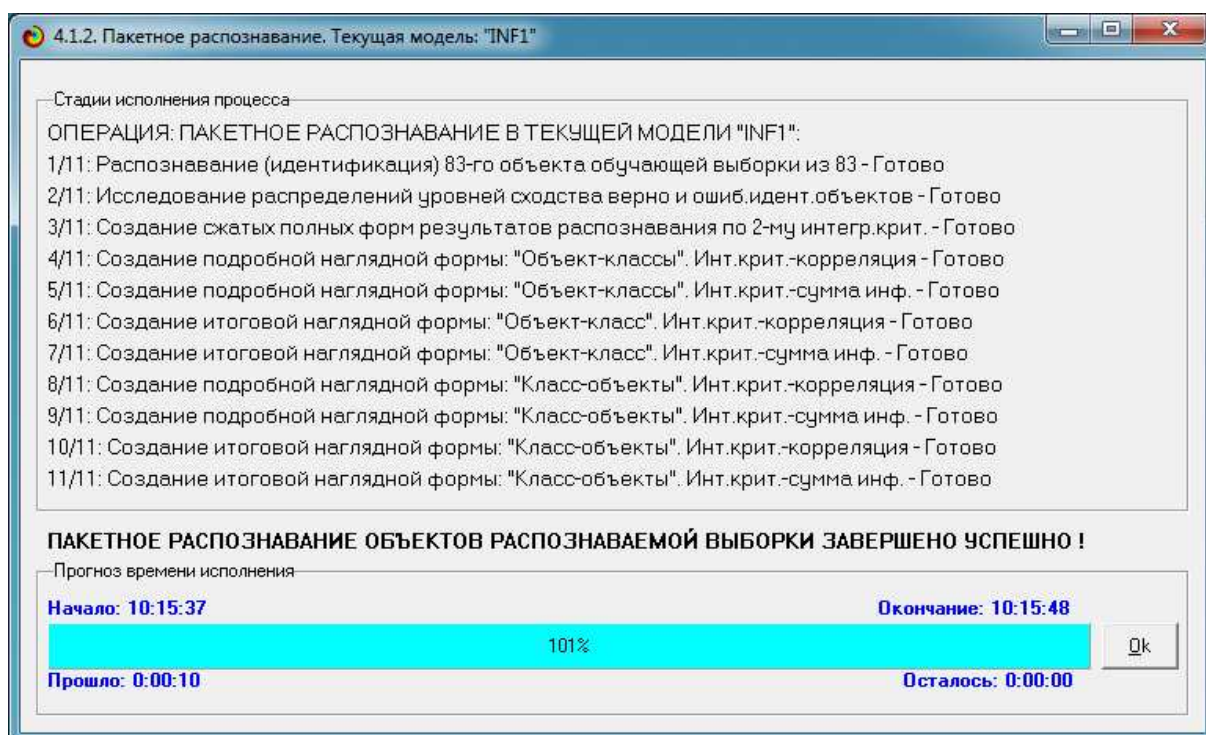 4.1.2. Пакетное распознавание. Текущая модель: "INF1"
Стадии исполнения процесса
ОПЕРАЦИЯ: ПАКЕТНОЕ РАСПОЗНАВАНИЕ В ТЕКУЩЕЙ МОДЕЛИ "INF1":
1/11: Распознавание (идентификация) 83-го объекта обучающей выборки из 83 - Готово
2/11: Исследование распределений уровней сходства верно и ошиб.идент.объектов - Готово
3/11: Создание сжатых полных форм результатов распознавания по 2-му интегр.крит. - Готово
4/11: Создание подробной наглядной формы: "Объект-классы". Инт.крит.-корреляция - Готово
5/11: Создание подробной наглядной формы: "Объект-классы". Инт.крит.-сумма инф. - Готово
6/11: Создание итоговой наглядной формы: "Объект-класс". Инт.крит.-корреляция - Готово
7/11: Создание итоговой наглядной формы: "Объект-класс". Инт.крит.-сумма инф. - Готово
8/11: Создание подробной наглядной формы: "Класс-объекты". Инт.крит.-корреляция - Готово
9/11: Создание подробной наглядной формы: "Класс-объекты". Инт.крит.-сумма инф. - Готово
10/11: Создание итоговой наглядной формы: "Класс-объекты". Инт.крит.-корреляция - Готово
11/11: Создание итоговой наглядной формы: "Класс-объекты". Инт.крит.-сумма инф. - Готово
ПАКЕТНОЕ РАСПОЗНАВАНИЕ ОБЪЕКТОВ РАСПОЗНАВАЕМОЙ ВЫБОРКИ ЗАВЕРШЕНО УСПЕШНО !
Прогноз времени исполнения
Начало: 10:15:37 Окончание: 10:15:48
101% Ok
Прошло: 0:00:10 Осталось: 0:00:00